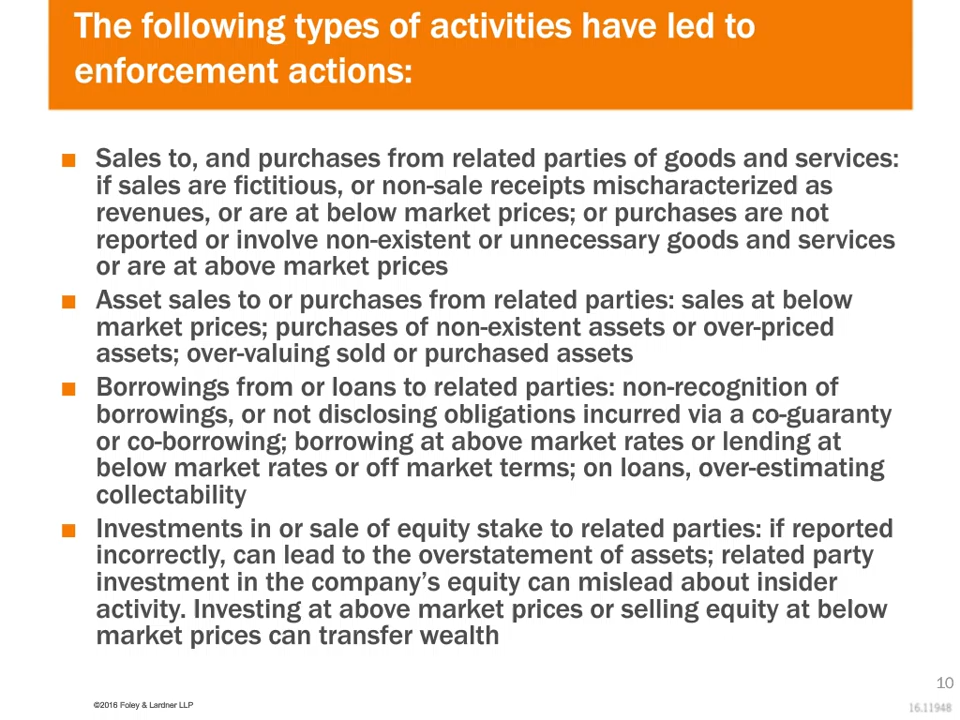 The following types of activities have led to
enforcement actions:
■ Sales to, and purchases from related parties of goods and services:
if sales are fictitious, or non-sale receipts mischaracterized as
revenues, or are at below market prices; or purchases are not
reported or involve non-existent or unnecessary goods and services
or are at above market prices
■ Asset sales to or purchases from related parties: sales at below
market prices; purchases of non-existent assets or over-priced
assets; over-valuing sold or purchased assets
■ Borrowings from or loans to related parties: non-recognition of
borrowings, or not disclosing obligations incurred via a co-guaranty
or co-borrowing; borrowing at above market rates or lending at
below market rates or off market terms; on loans, over-estimating
collectability
■ Investments in or sale of equity stake to related parties: if reported
incorrectly, can lead to the overstatement of assets; related party
investment in the company’s equity can mislead about insider
activity. Investing at above market prices or selling equity at below
market prices can transfer wealth
10
©2016 Foley & Lardner LLP
16.11948